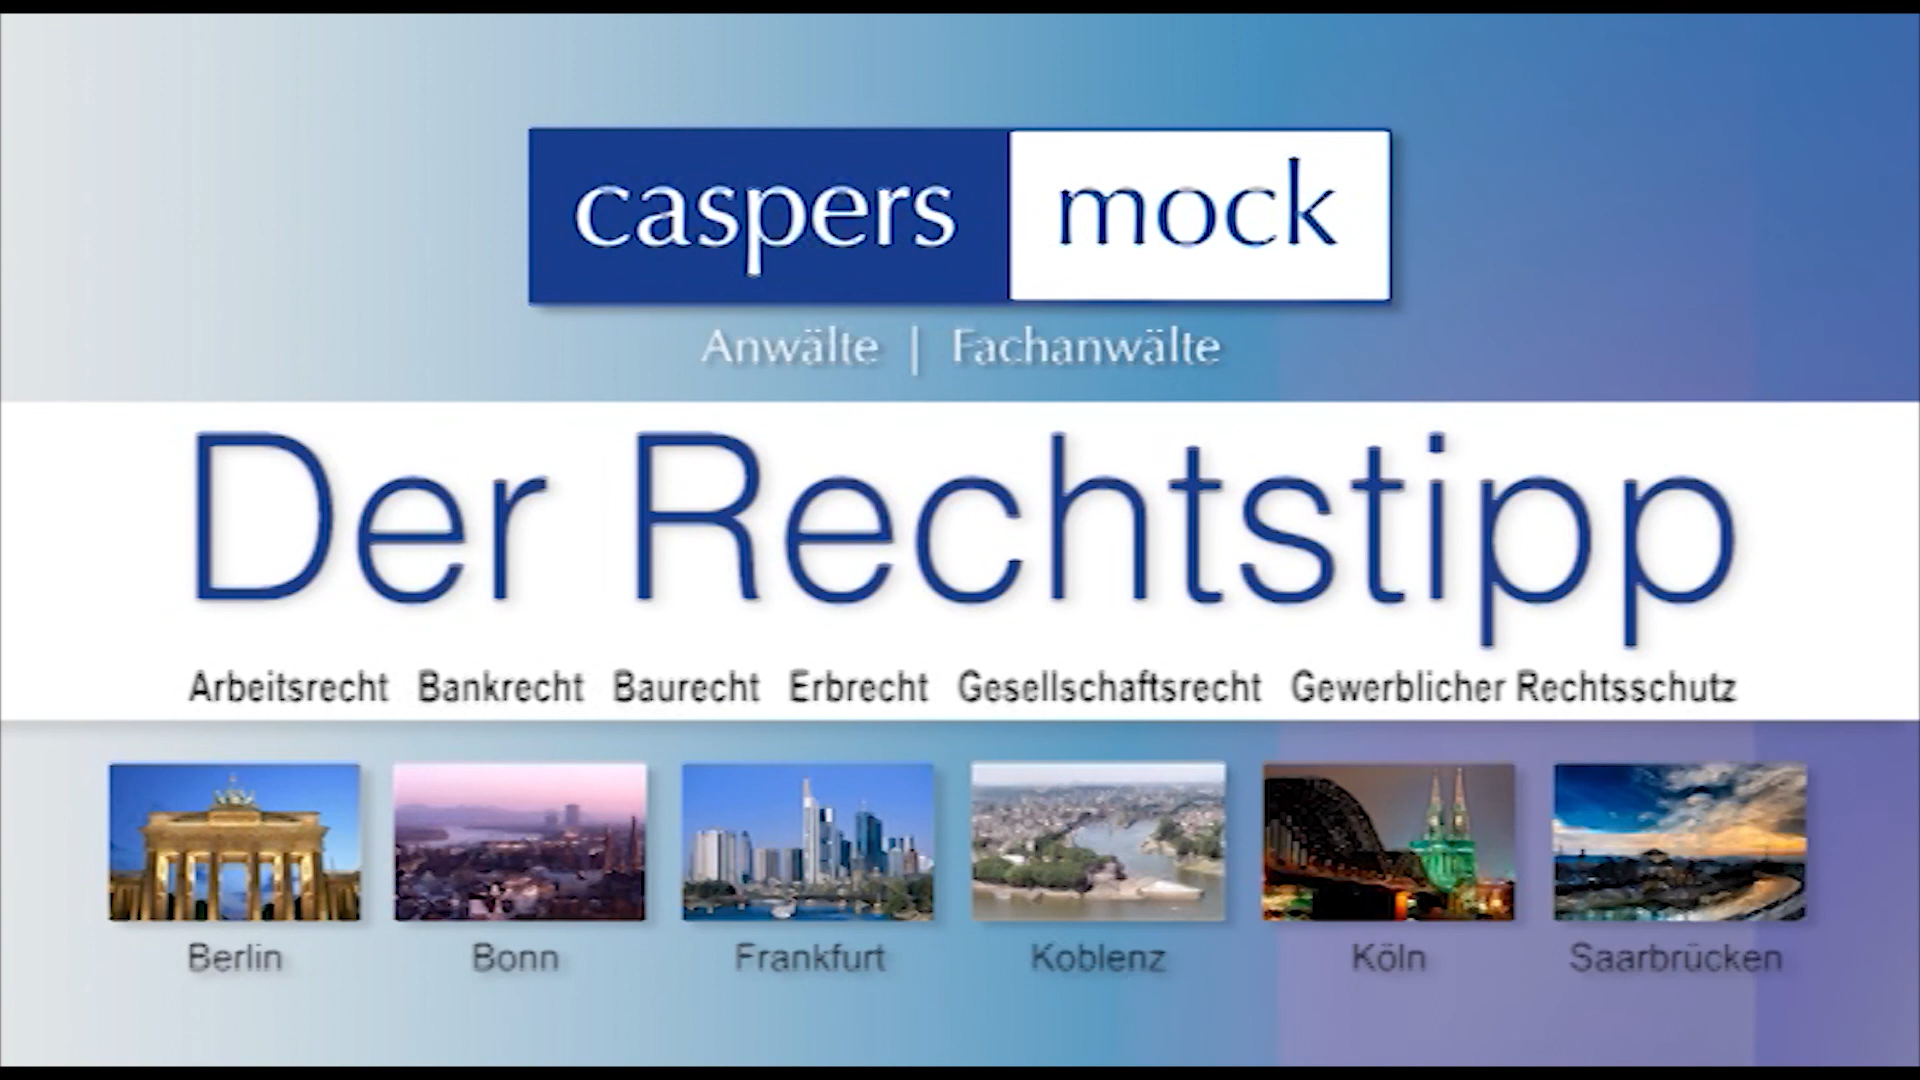 caspers mock
Anwälte | Fachanwälte
Der Rechtstipp
Arbeitsrecht Bankrecht Baurecht Erbrecht Gesellschaftsrecht Gewerblicher Rechtsschutz
Berlin Bonn Frankfurt Koblenz Köln Saarbrücken